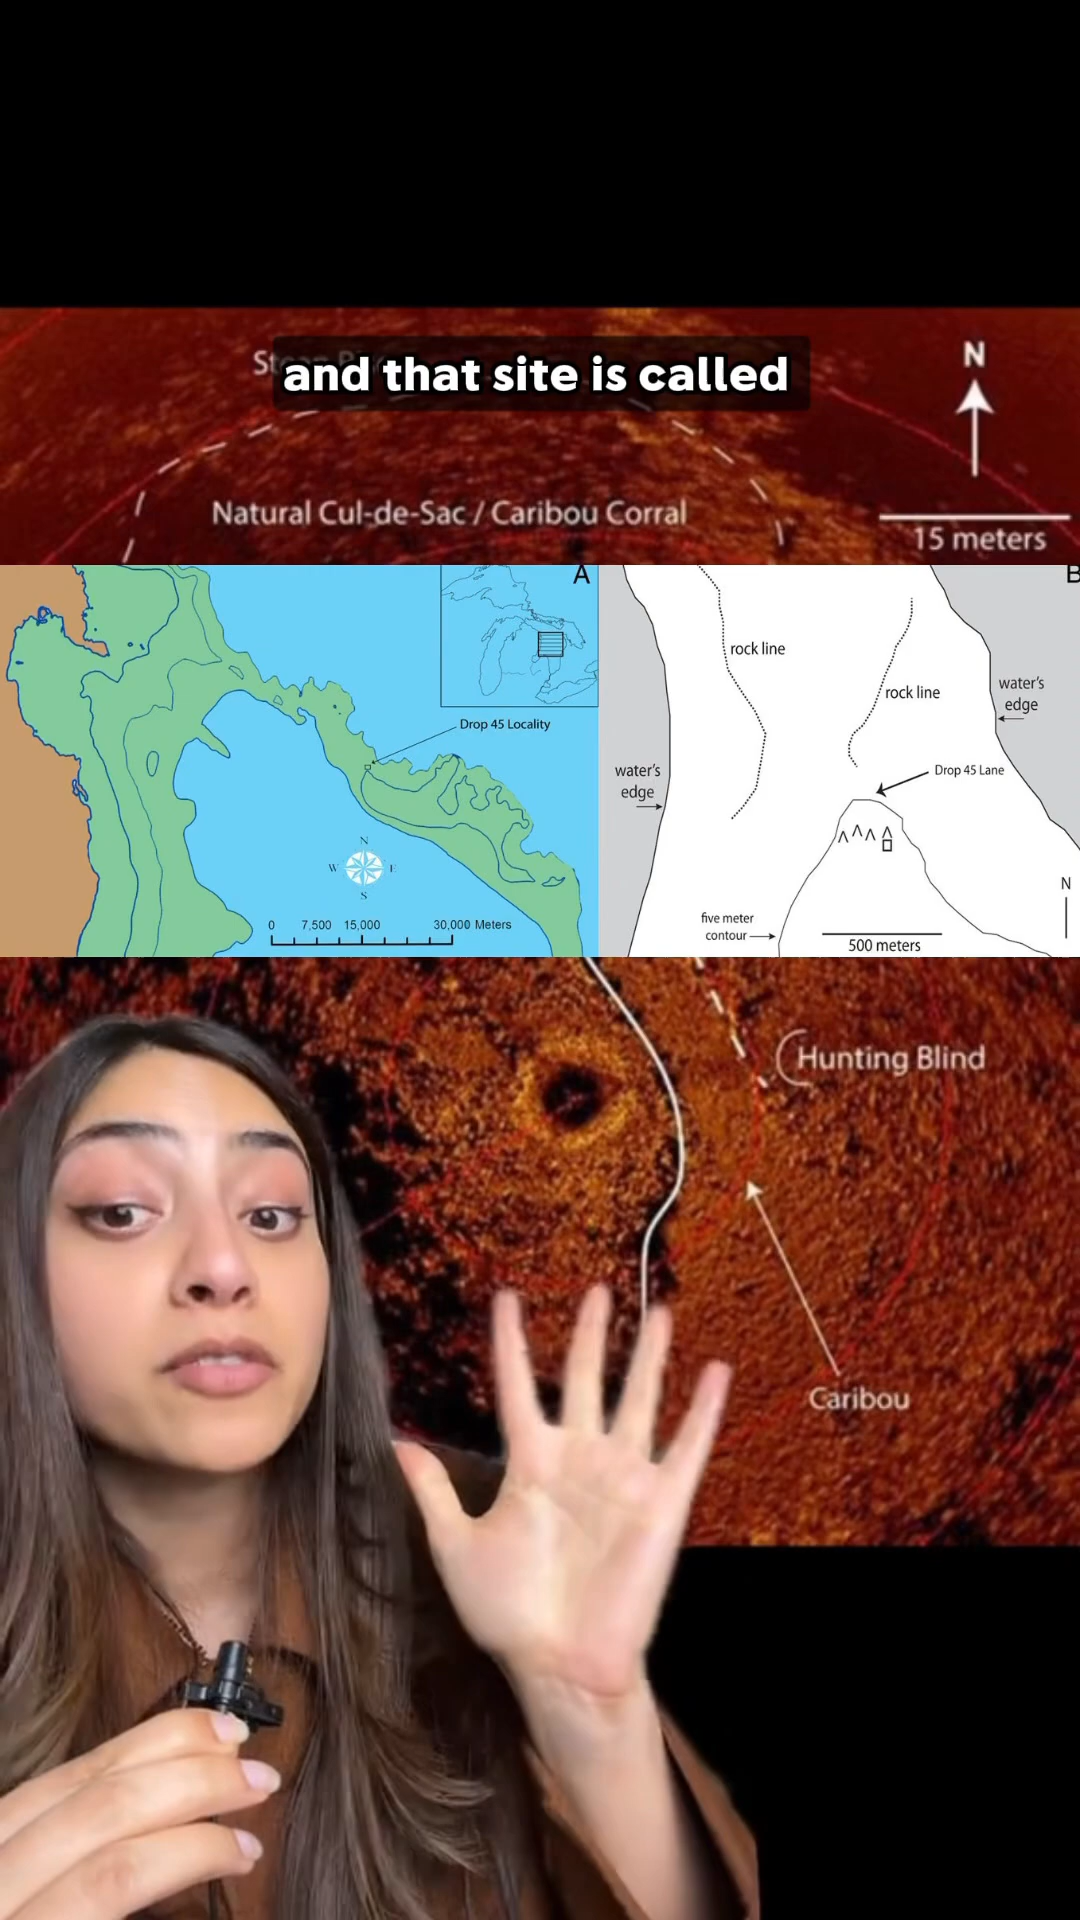 and that site is called
N
Natural Cul-de-Sac / Caribou Corral
15 meters
A
Drop 45 Locality
N
W
E
S
0 7,500 15,000 30,000 Meters
B
rock line
rock line
water's
edge
water's
edge
Drop 45 Lane
N
five meter
contour
500 meters
Hunting Blind
Caribou